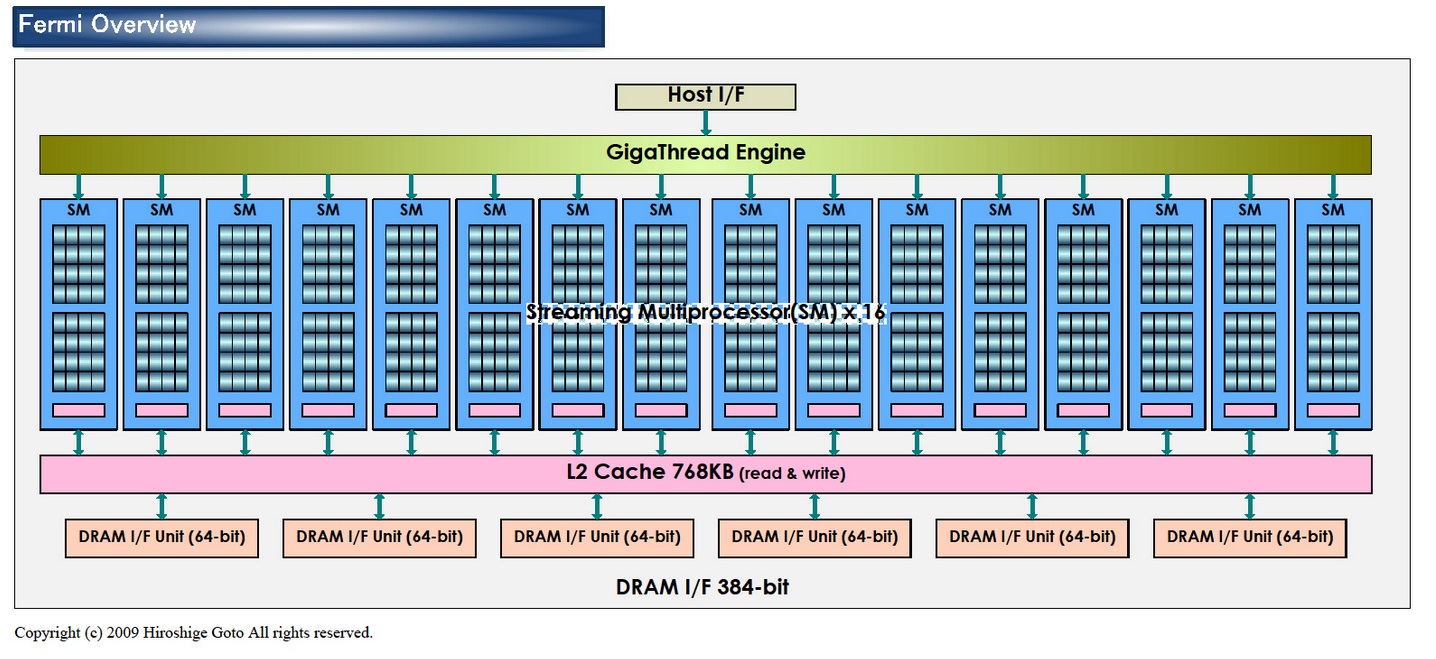 Fermi Overview
Host I/F
GigaThread Engine
SM SM SM SM SM SM SM SM SM SM SM SM SM SM SM SM
Streaming Multiprocessor(SM) x 16
L2 Cache 768KB (read & write)
DRAM I/F Unit (64-bit) DRAM I/F Unit (64-bit) DRAM I/F Unit (64-bit) DRAM I/F Unit (64-bit) DRAM I/F Unit (64-bit) DRAM I/F Unit (64-bit)
DRAM I/F 384-bit
Copyright (c) 2009 Hiroshige Goto All rights reserved.